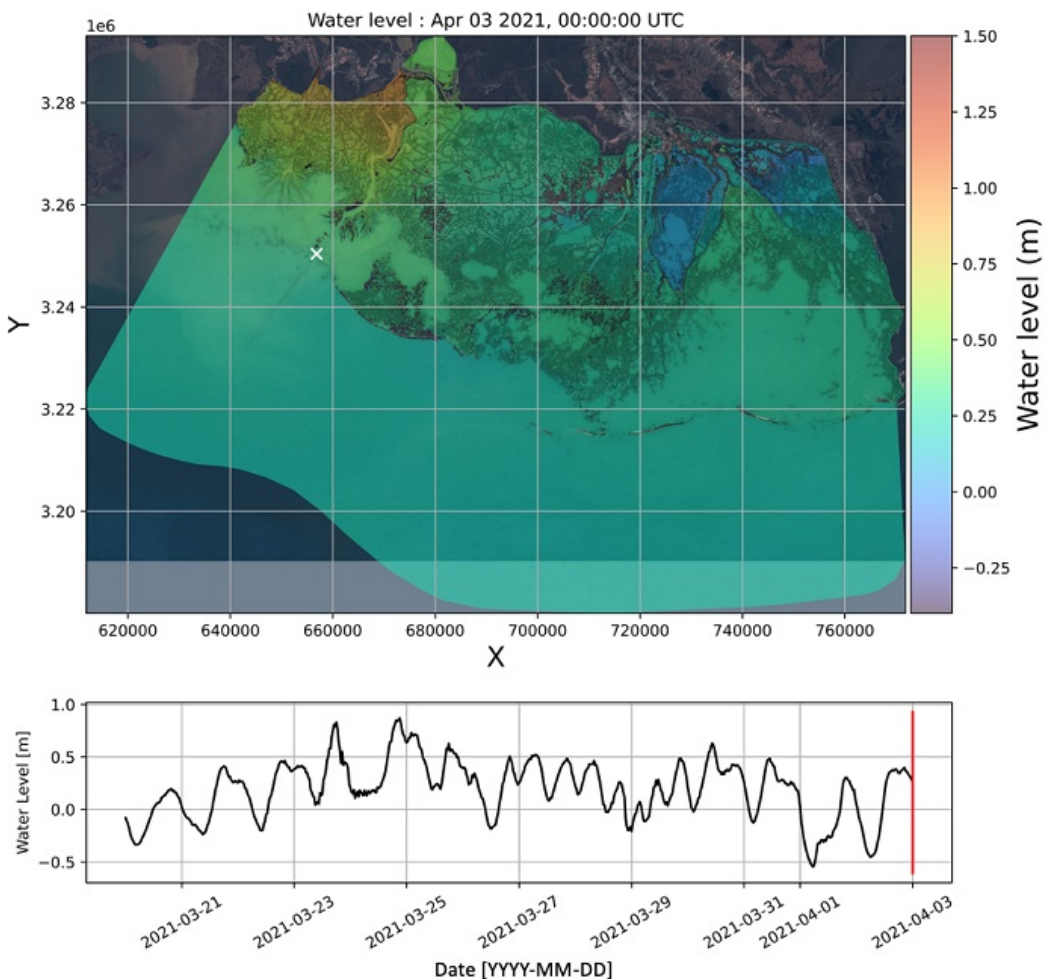 Water level : Apr 03 2021, 00:00:00 UTC
1e6
3.28
3.26
3.24
3.22
3.20
Y
620000 640000 660000 680000 700000 720000 740000 760000
X
1.50
1.25
1.00
0.75
0.50
0.25
0.00
−0.25
Water level (m)
1.0
0.5
0.0
−0.5
Water Level [m]
2021-03-21 2021-03-23 2021-03-25 2021-03-27 2021-03-29 2021-03-31 2021-04-01 2021-04-03
Date [YYYY-MM-DD]